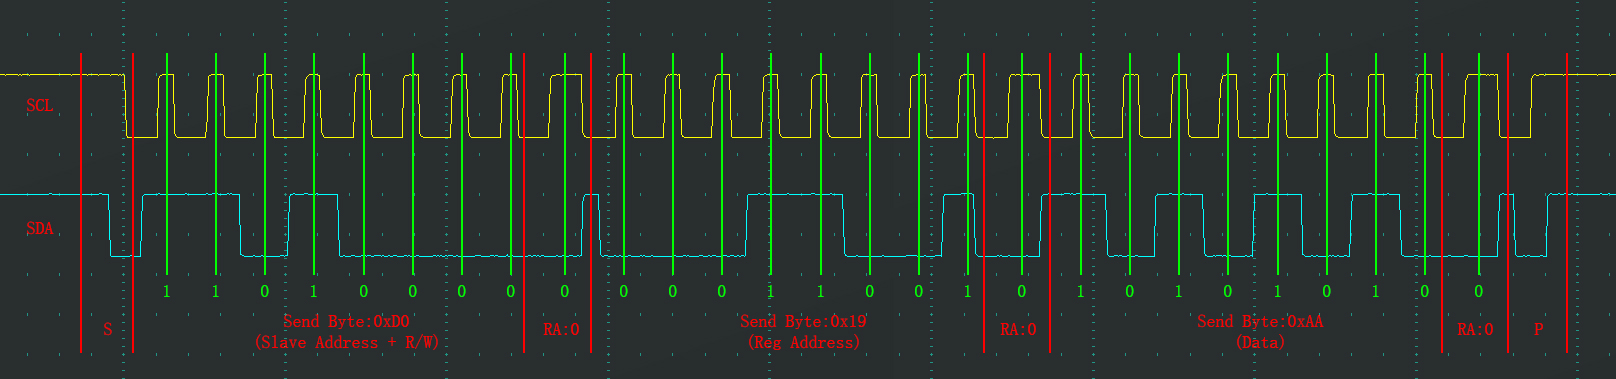 SCL
SDA
1 1 0 1 0 0 0 0 0 0 0 0 1 1 0 0 1 0 1 0 1 0 1 0 1 0 0
S
Send Byte:0xD0
(Slave Address + R/W)
RA:0
Send Byte:0x19
(Reg Address)
RA:0
Send Byte:0xAA
(Data)
RA:0
P